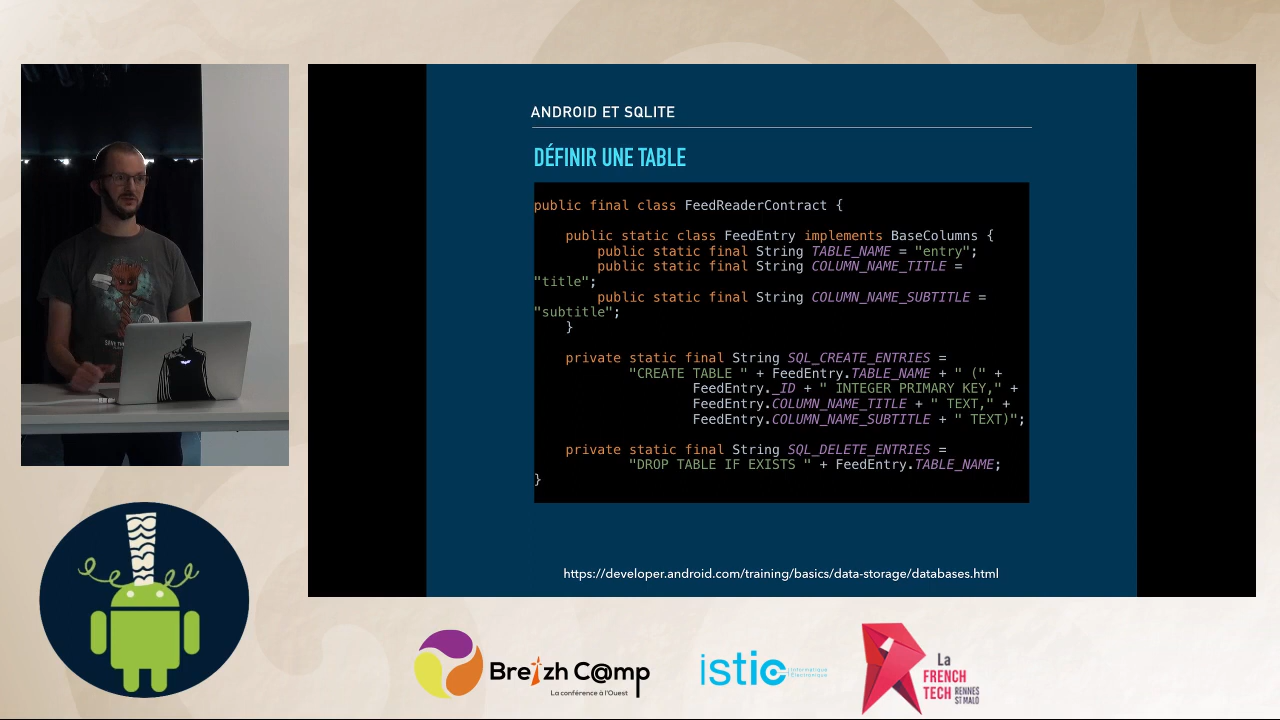 ANDROID ET SQLITE
DÉFINIR UNE TABLE
public final class FeedReaderContract {
public static class FeedEntry implements BaseColumns {
public static final String TABLE_NAME = "entry";
public static final String COLUMN_NAME_TITLE =
"title";
public static final String COLUMN_NAME_SUBTITLE =
"subtitle";
}
private static final String SQL_CREATE_ENTRIES =
"CREATE TABLE " + FeedEntry.TABLE_NAME + " (" +
FeedEntry._ID + " INTEGER PRIMARY KEY," +
FeedEntry.COLUMN_NAME_TITLE + " TEXT," +
FeedEntry.COLUMN_NAME_SUBTITLE + " TEXT)";
private static final String SQL_DELETE_ENTRIES =
"DROP TABLE IF EXISTS " + FeedEntry.TABLE_NAME;
}
https://developer.android.com/training/basics/data-storage/databases.html
Breizh C@mp
La conférence à l'Ouest
istic
Informatique
Électronique
La
FRENCH
TECH
RENNES
ST MALO